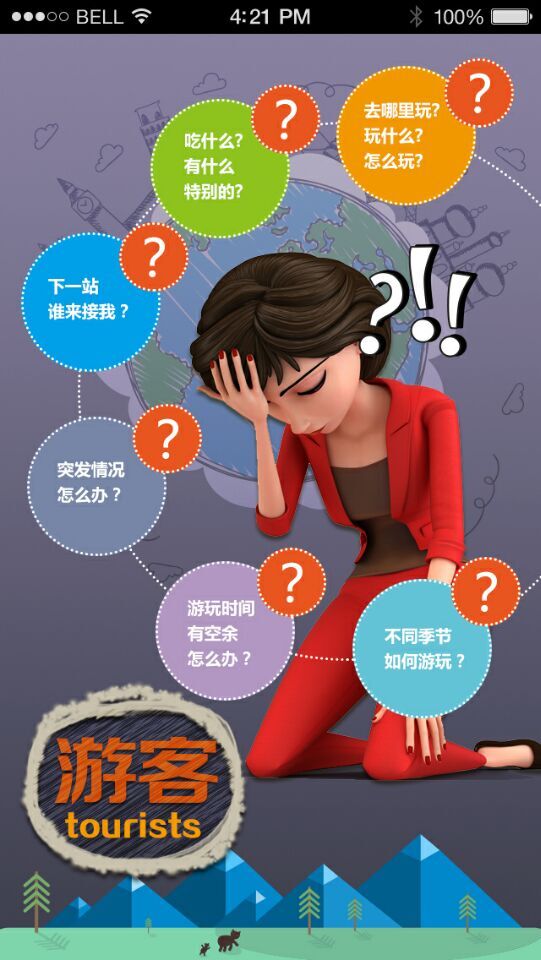 BELL
4:21 PM
100%
去哪里玩?
玩什么?
怎么玩?
?
吃什么?
有什么
特别的?
?
下一站
谁来接我？
?
?!!
突发情况
怎么办？
?
游玩时间
有空余
怎么办？
?
不同季节
如何游玩？
?
游客
tourists